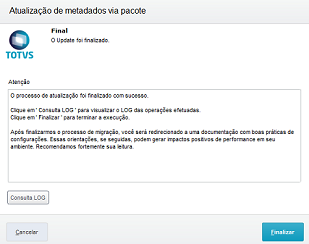 Atualização de metadados via pacote
Final
O Update foi finalizado.
TOTVS
Atenção
O processo de atualização foi finalizado com sucesso.
Clique em ' Consulta LOG ' para visualizar o LOG das operações efetuadas.
Clique em ' Finalizar ' para terminar a execução.
Após finalizarmos o processo de migração, você será redirecionado a uma documentação com boas práticas de
configurações. Essas orientações, se seguidas, podem gerar impactos positivos de performance em seu
ambiente. Recomendamos fortemente sua leitura.
Consulta LOG
Cancelar
Finalizar